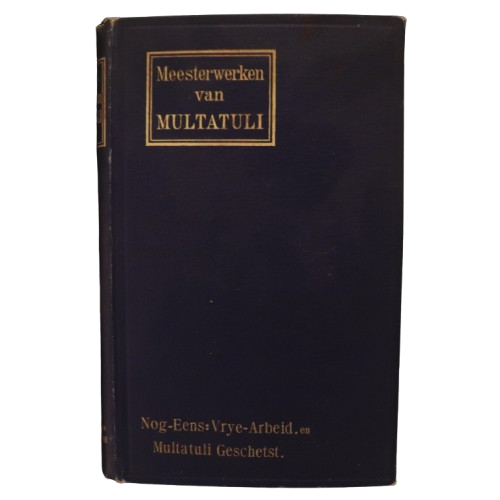 Meesterwerken
van
MULTATULI
Nog-Eens: Vrye-Arbeid. en
Multatuli Geschetst.